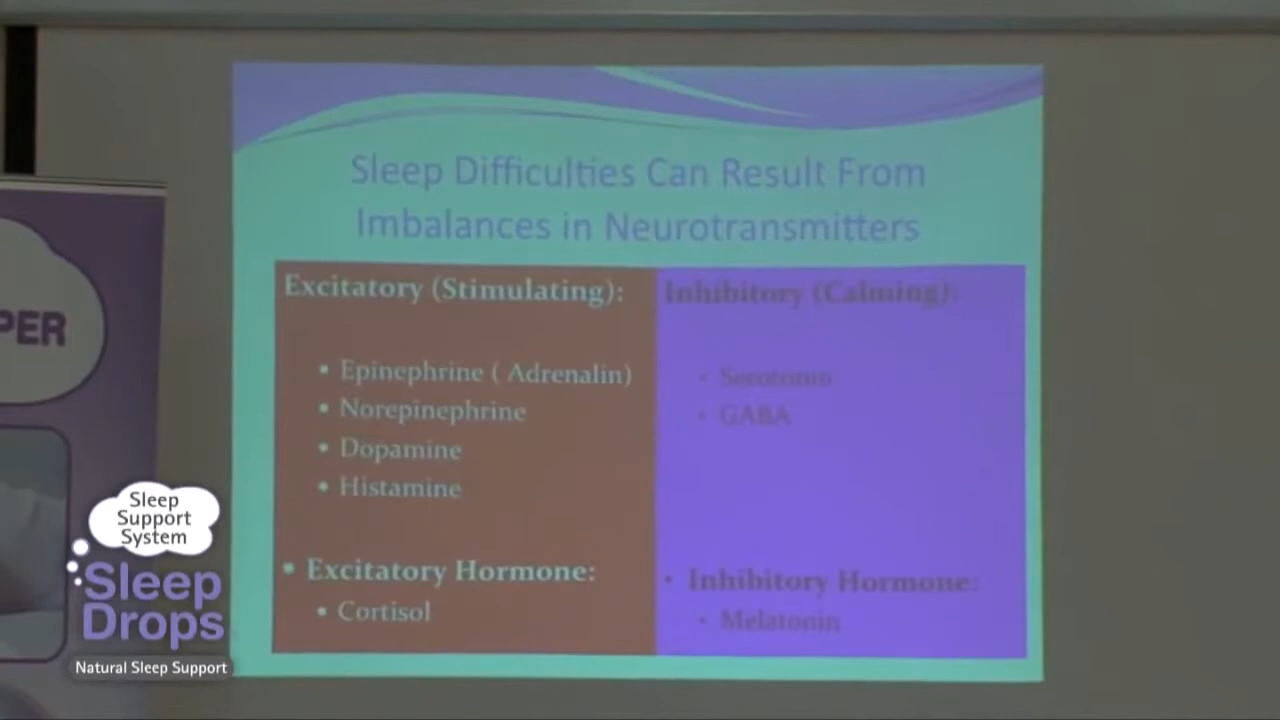 Sleep Difficulties Can Result From
Imbalances in Neurotransmitters
Excitatory (Stimulating):
• Epinephrine ( Adrenalin)
• Norepinephrine
• Dopamine
• Histamine
• Excitatory Hormone:
• Cortisol
Inhibitory (Calming):
• Serotonin
• GABA
• Inhibitory Hormone:
• Melatonin
PER
Sleep
Support
System
Sleep
Drops
Natural Sleep Support